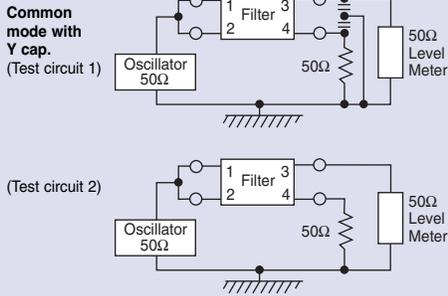 Common
mode with
Y cap.
(Test circuit 1)
Oscillator
50Ω
1
2
Filter
3
4
50Ω
50Ω
Level
Meter
(Test circuit 2)
Oscillator
50Ω
1
2
Filter
3
4
50Ω
50Ω
Level
Meter